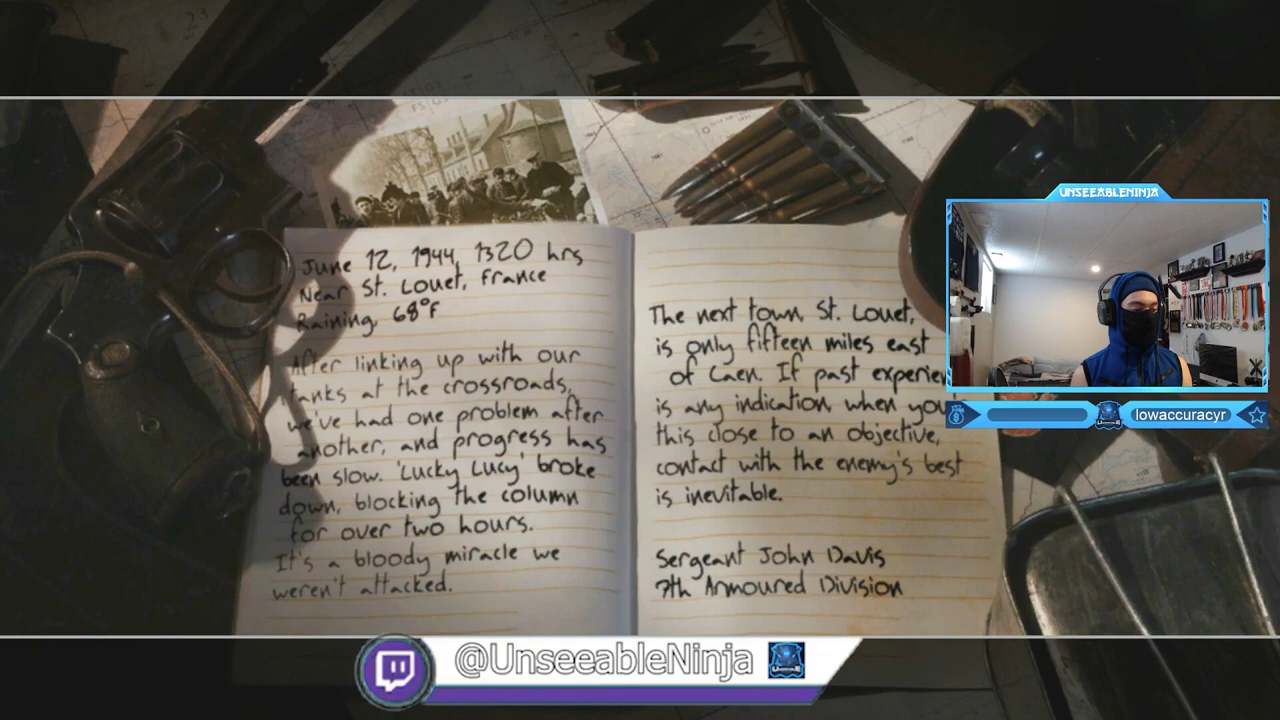 June 12, 1944, 1320 hrs
Near St. Louet, France
Raining, 68°F
After linking up with our
tanks at the crossroads,
we've had one problem after
another, and progress has
been slow. 'Lucky Lucy' broke
down, blocking the column
for over two hours.
It's a bloody miracle we
weren't attacked.
The next town, St. Louet,
is only fifteen miles east
of Caen. If past
is any indication, when you
this close to an objective,
contact with the enemy's best
is inevitable.
Sergeant John Davis
7th Armoured Division
UNSEEABLENINJA
lowaccuracyr
@UnseeableNinja